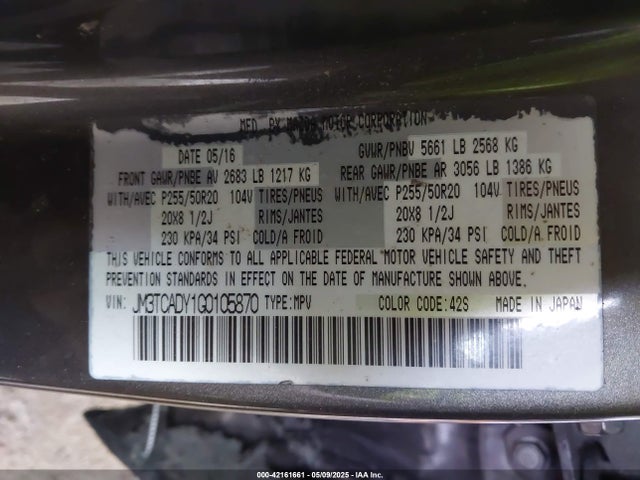 MFD. BY MAZDA MOTOR CORPORATION
DATE 05/16 GVWR/PNBV 5661 LB 2568 KG
FRONT GAWR/PNBE AV 2683 LB 1217 KG REAR GAWR/PNBE AR 3056 LB 1386 KG
WITH/AVEC P255/50R20 104V TIRES/PNEUS WITH/AVEC P255/50R20 104V TIRES/PNEUS
20X8 1/2J RIMS/JANTES 20X8 1/2J RIMS/JANTES
230 KPA/34 PSI COLD/A FROID 230 KPA/34 PSI COLD/A FROID
THIS VEHICLE CONFORMS TO ALL APPLICABLE FEDERAL MOTOR VEHICLE SAFETY AND THEFT
PREVENTION STANDARDS IN EFFECT ON THE DATE OF MANUFACTURE SHOWN ABOVE.
VIN: JM3TCADY1G0105870 TYPE:MPV COLOR CODE:42S MADE IN JAPAN
000-42161661 - 05/09/2025 - IAA Inc.